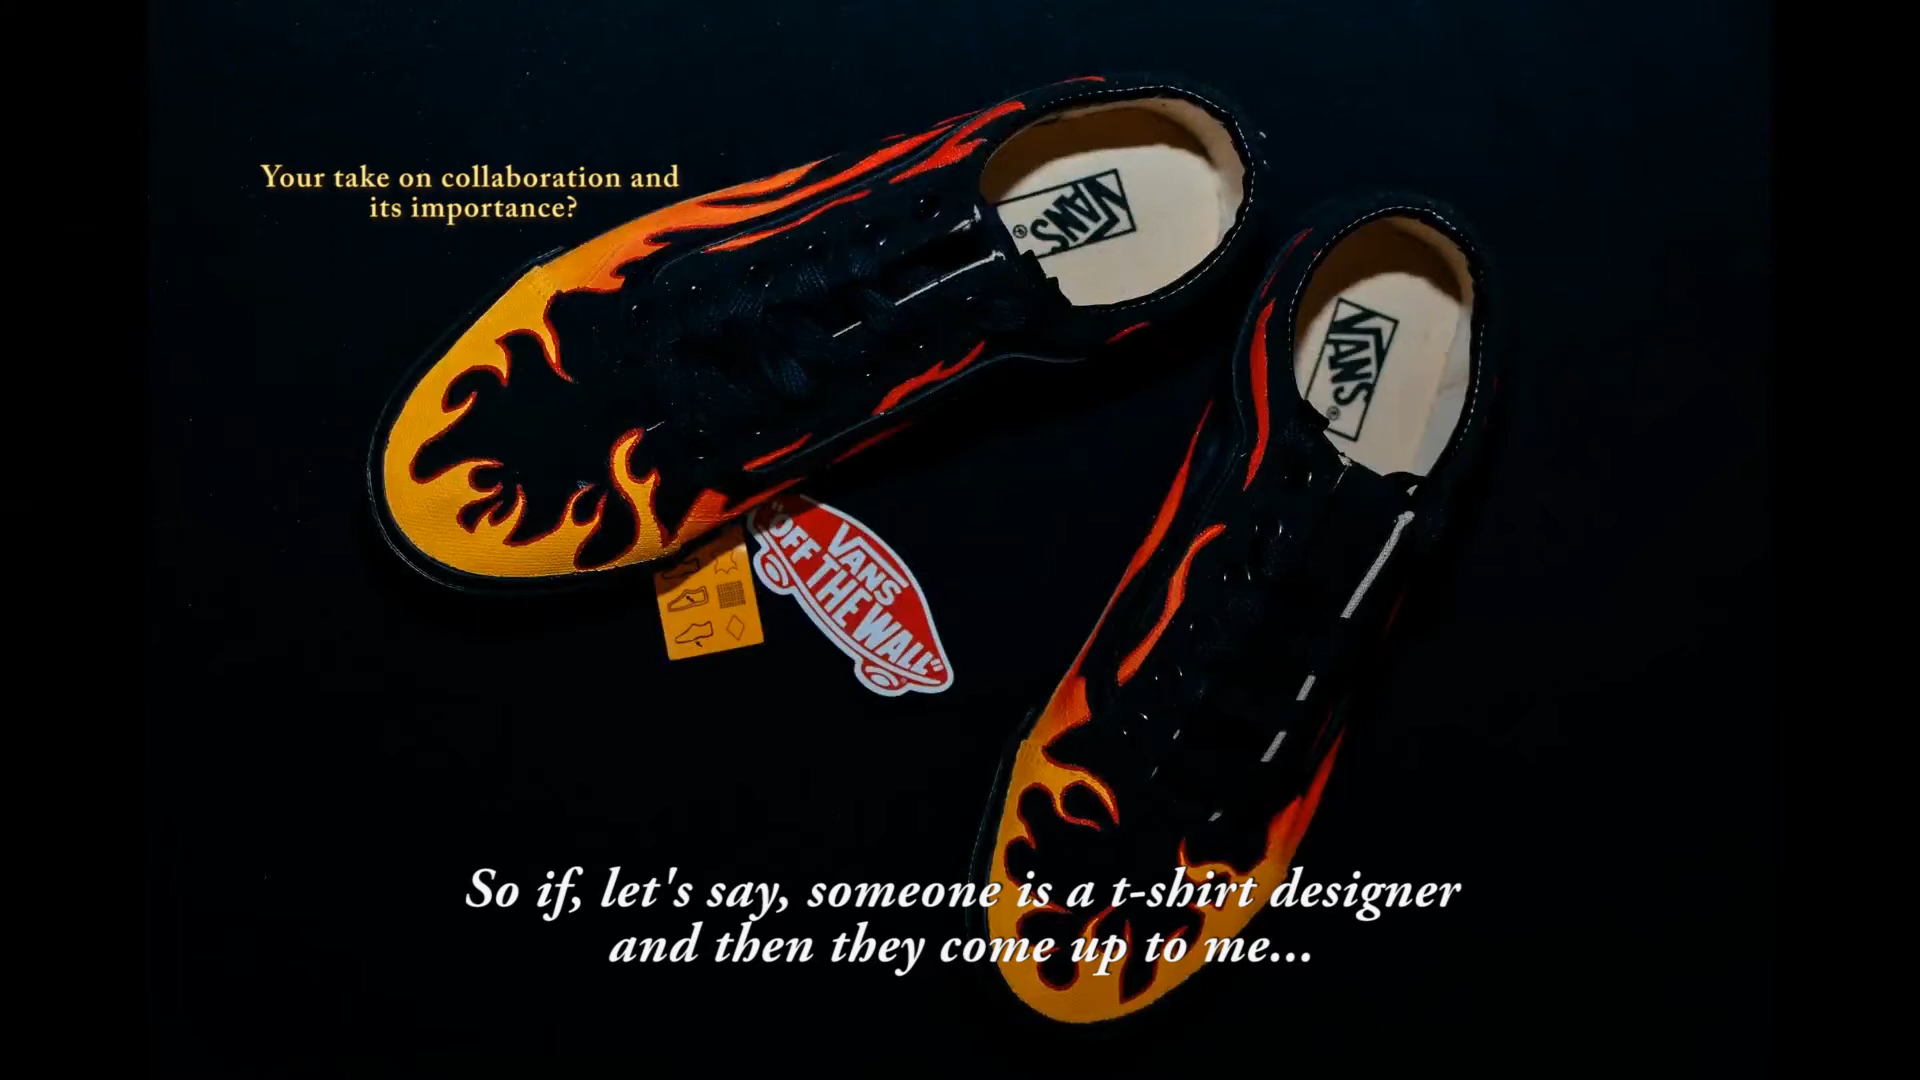 Your take on collaboration and
its importance?
VANS
®
VANS
®
VANS
"OFF THE WALL"
So if, let's say, someone is a t-shirt designer
and then they come up to me...